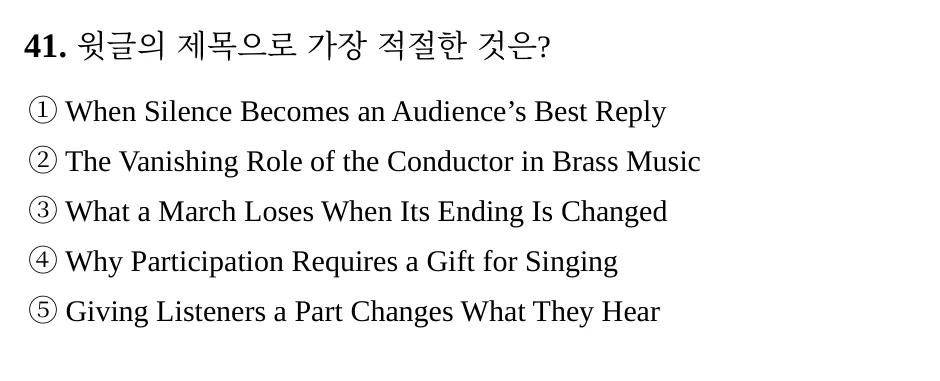 41. 윗글의 제목으로 가장 적절한 것은?
① When Silence Becomes an Audience’s Best Reply
② The Vanishing Role of the Conductor in Brass Music
③ What a March Loses When Its Ending Is Changed
④ Why Participation Requires a Gift for Singing
⑤ Giving Listeners a Part Changes What They Hear